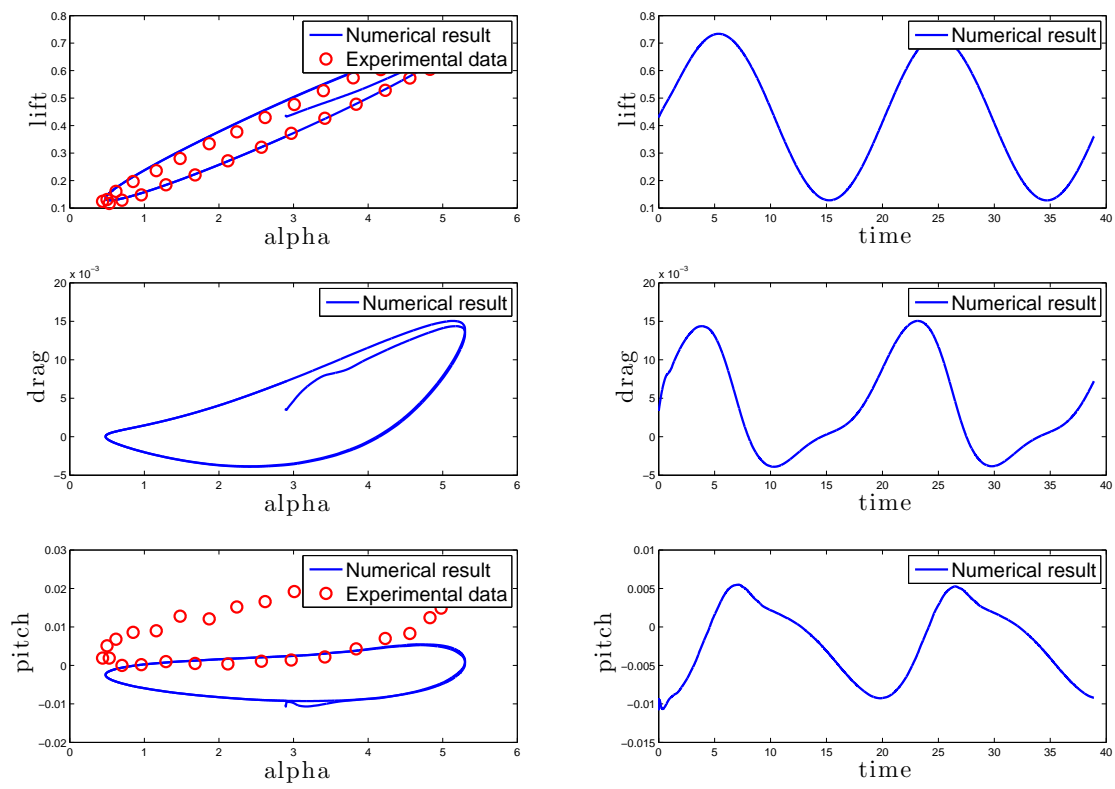 0.8
0.7
0.6
0.5
0.4
0.3
0.2
0.1
lift
0 1 2 3 4 5 6
alpha
Numerical result
Experimental data
0.8
0.7
0.6
0.5
0.4
0.3
0.2
0.1
lift
0 5 10 15 20 25 30 35 40
time
Numerical result
x 10⁻³
20
15
10
5
0
−5
drag
0 1 2 3 4 5 6
alpha
Numerical result
x 10⁻³
20
15
10
5
0
−5
drag
0 5 10 15 20 25 30 35 40
time
Numerical result
0.03
0.02
0.01
0
−0.01
−0.02
pitch
0 1 2 3 4 5 6
alpha
Numerical result
Experimental data
0.01
0.005
0
−0.005
−0.01
−0.015
pitch
0 5 10 15 20 25 30 35 40
time
Numerical result